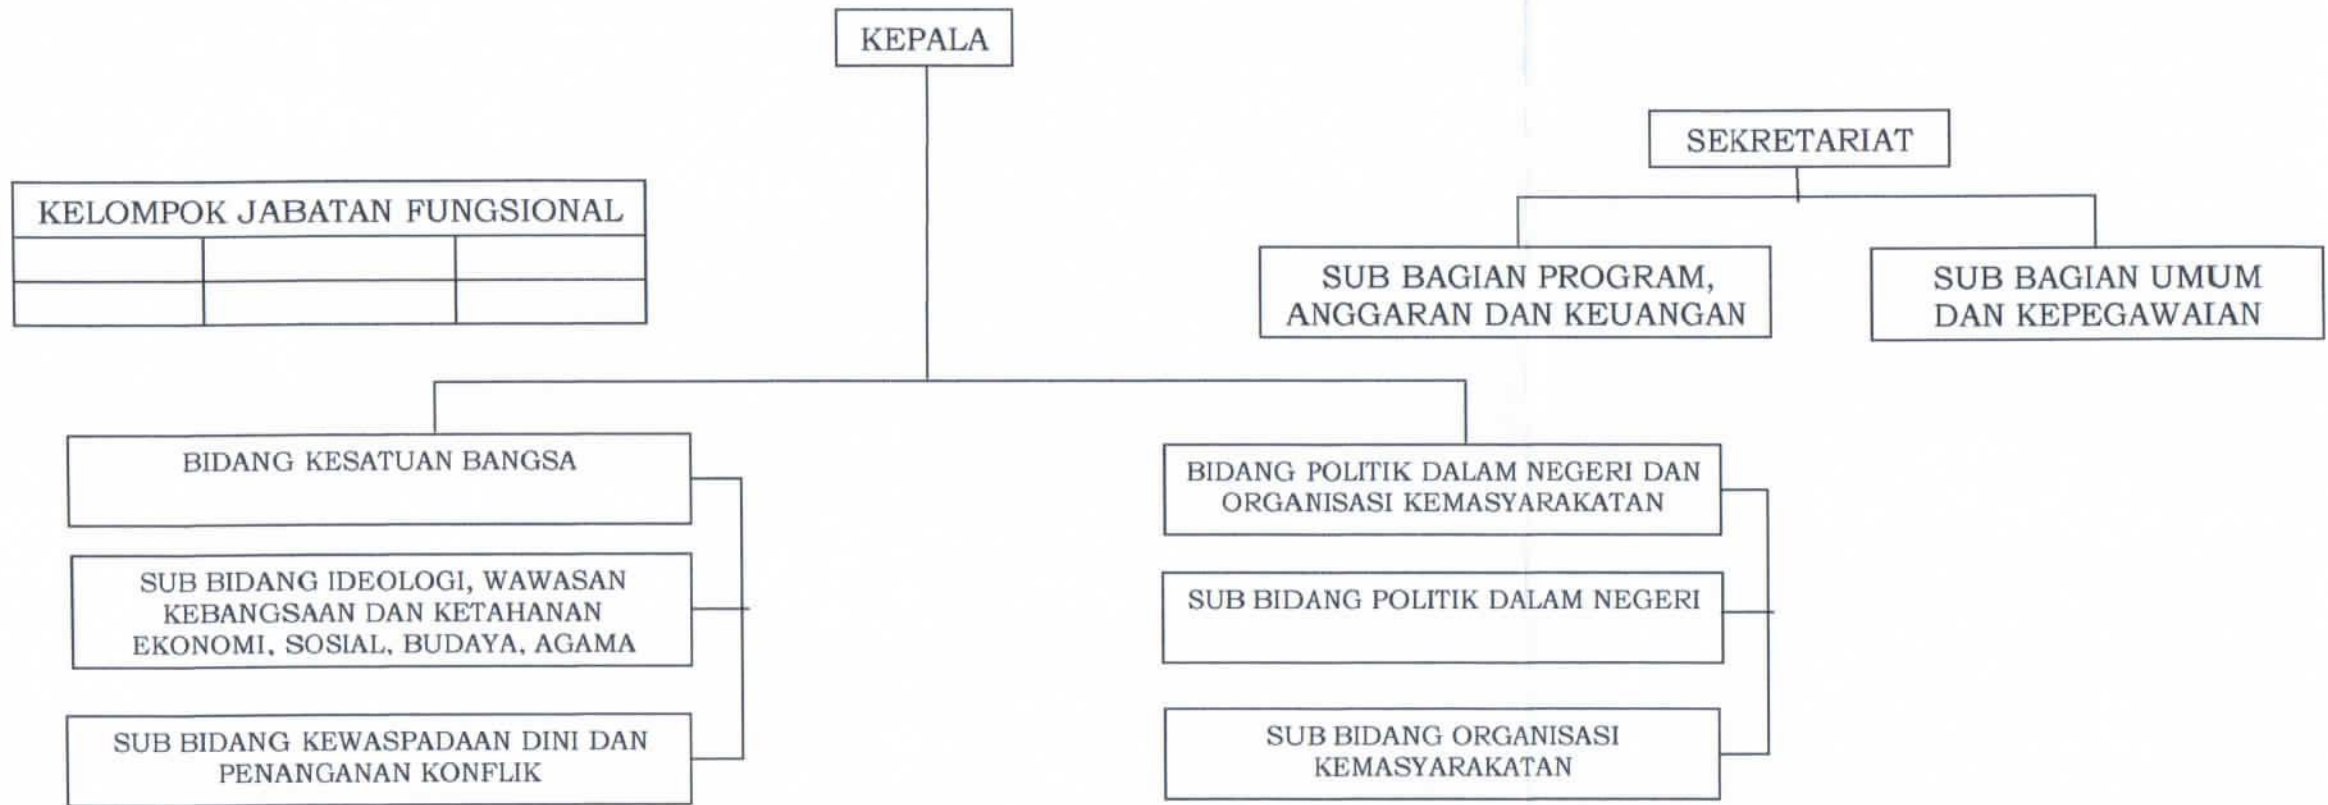 KEPALA
SEKRETARIAT
KELOMPOK JABATAN FUNGSIONAL
SUB BAGIAN PROGRAM,
ANGGARAN DAN KEUANGAN
SUB BAGIAN UMUM
DAN KEPEGAWAIAN
BIDANG KESATUAN BANGSA
SUB BIDANG IDEOLOGI, WAWASAN
KEBANGSAAN DAN KETAHANAN
EKONOMI, SOSIAL, BUDAYA, AGAMA
SUB BIDANG KEWASPADAAN DINI DAN
PENANGANAN KONFLIK
BIDANG POLITIK DALAM NEGERI DAN
ORGANISASI KEMASYARAKATAN
SUB BIDANG POLITIK DALAM NEGERI
SUB BIDANG ORGANISASI
KEMASYARAKATAN